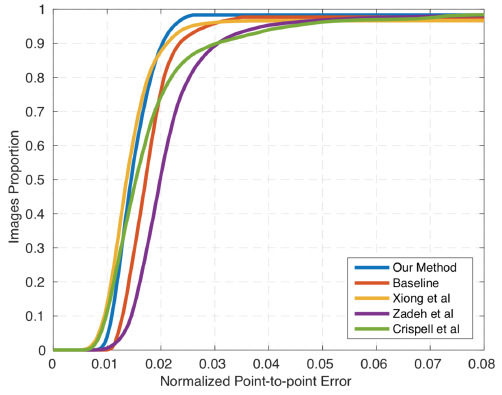 1
0.9
0.8
0.7
0.6
0.5
0.4
0.3
0.2
0.1
0
Images Proportion
Our Method
Baseline
Xiong et al
Zadeh et al
Crispell et al
0 0.01 0.02 0.03 0.04 0.05 0.06 0.07 0.08
Normalized Point-to-point Error